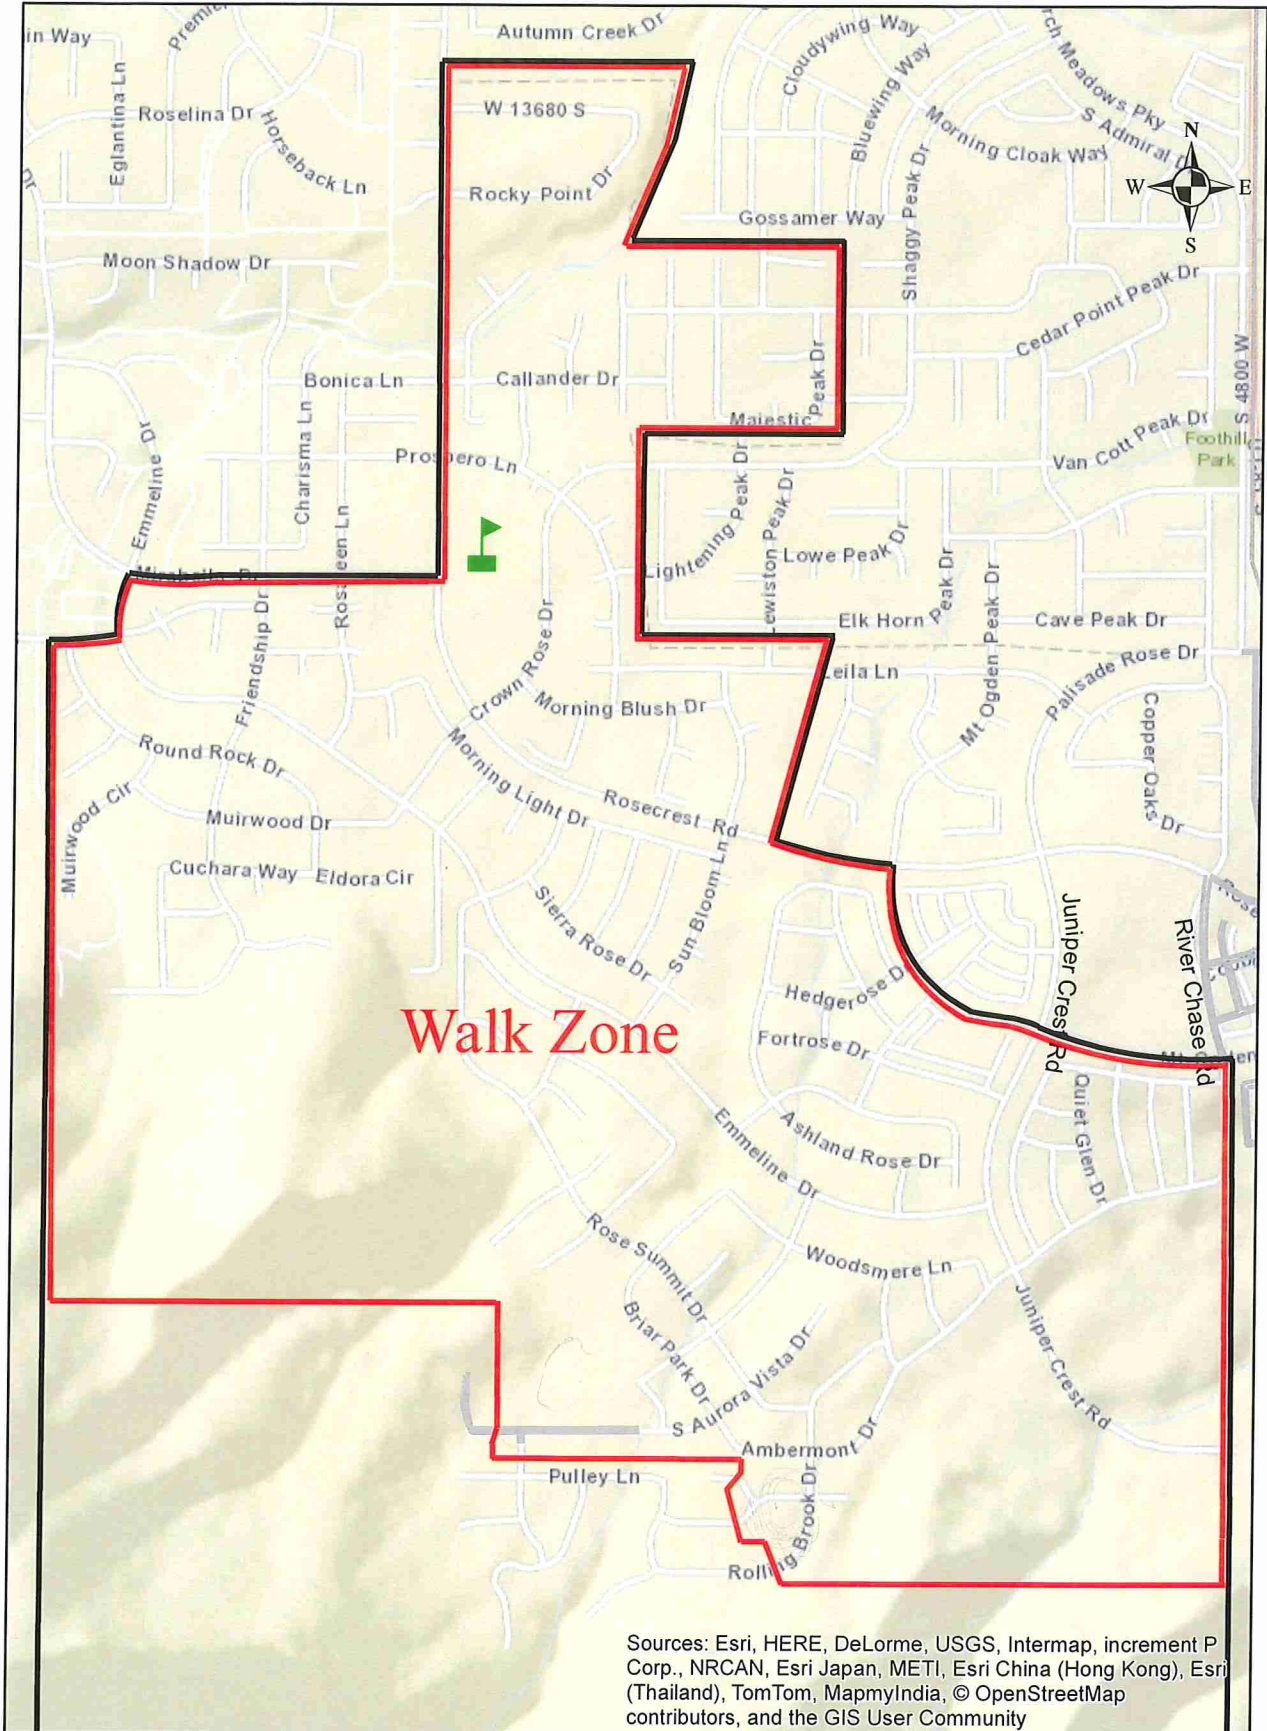 Autumn Creek Dr
in Way
Eglantina Ln
Roselina Dr
Horseback Ln
W 13680 S
Rocky Point Dr
Cloudywing Way
Bluewing Way
rch Meadows Pky
S Admiral
Morning Cloak Way
N
W
E
S
Gossamer Way
Shaggy Peak Dr
Dr
Moon Shadow Dr
Cedar Point Peak Dr
S 4800 W
Bonica Ln
Callander Dr
Peak Dr
Majestic
Emmeline Dr
Charisma Ln
Prospero Ln
Van Cott Peak Dr
Foothill
Park
Lightening Peak Dr
Lewiston Peak Dr
Lowe Peak Dr
Elk Horn Peak Dr
Mt Ogden Peak Dr
Cave Peak Dr
Friendship Dr
Crown Rose Dr
Leila Ln
Palisade Rose Dr
Morning Blush Dr
Copper Oaks Dr
Round Rock Dr
Muirwood Cir
Muirwood Dr
Morning Light Dr
Rosecrest Rd
Cuchara Way
Eldora Cir
Sierra Rose Dr
Sun Bloom Ln
Juniper Crest Rd
River Chase Rd
Hedgerose Dr
Walk Zone
Fortrose Dr
Quiet Glen Dr
Emmeline Dr
Ashland Rose Dr
Rose Summit Dr
Woodsmere Ln
Briar Park Dr
Juniper Crest Rd
S Aurora Vista Dr
Ambermont Dr
Pulley Ln
Rolling Brook Dr
Sources: Esri, HERE, DeLorme, USGS, Intermap, increment P
Corp., NRCAN, Esri Japan, METI, Esri China (Hong Kong), Esri
(Thailand), TomTom, MapmyIndia, © OpenStreetMap
contributors, and the GIS User Community